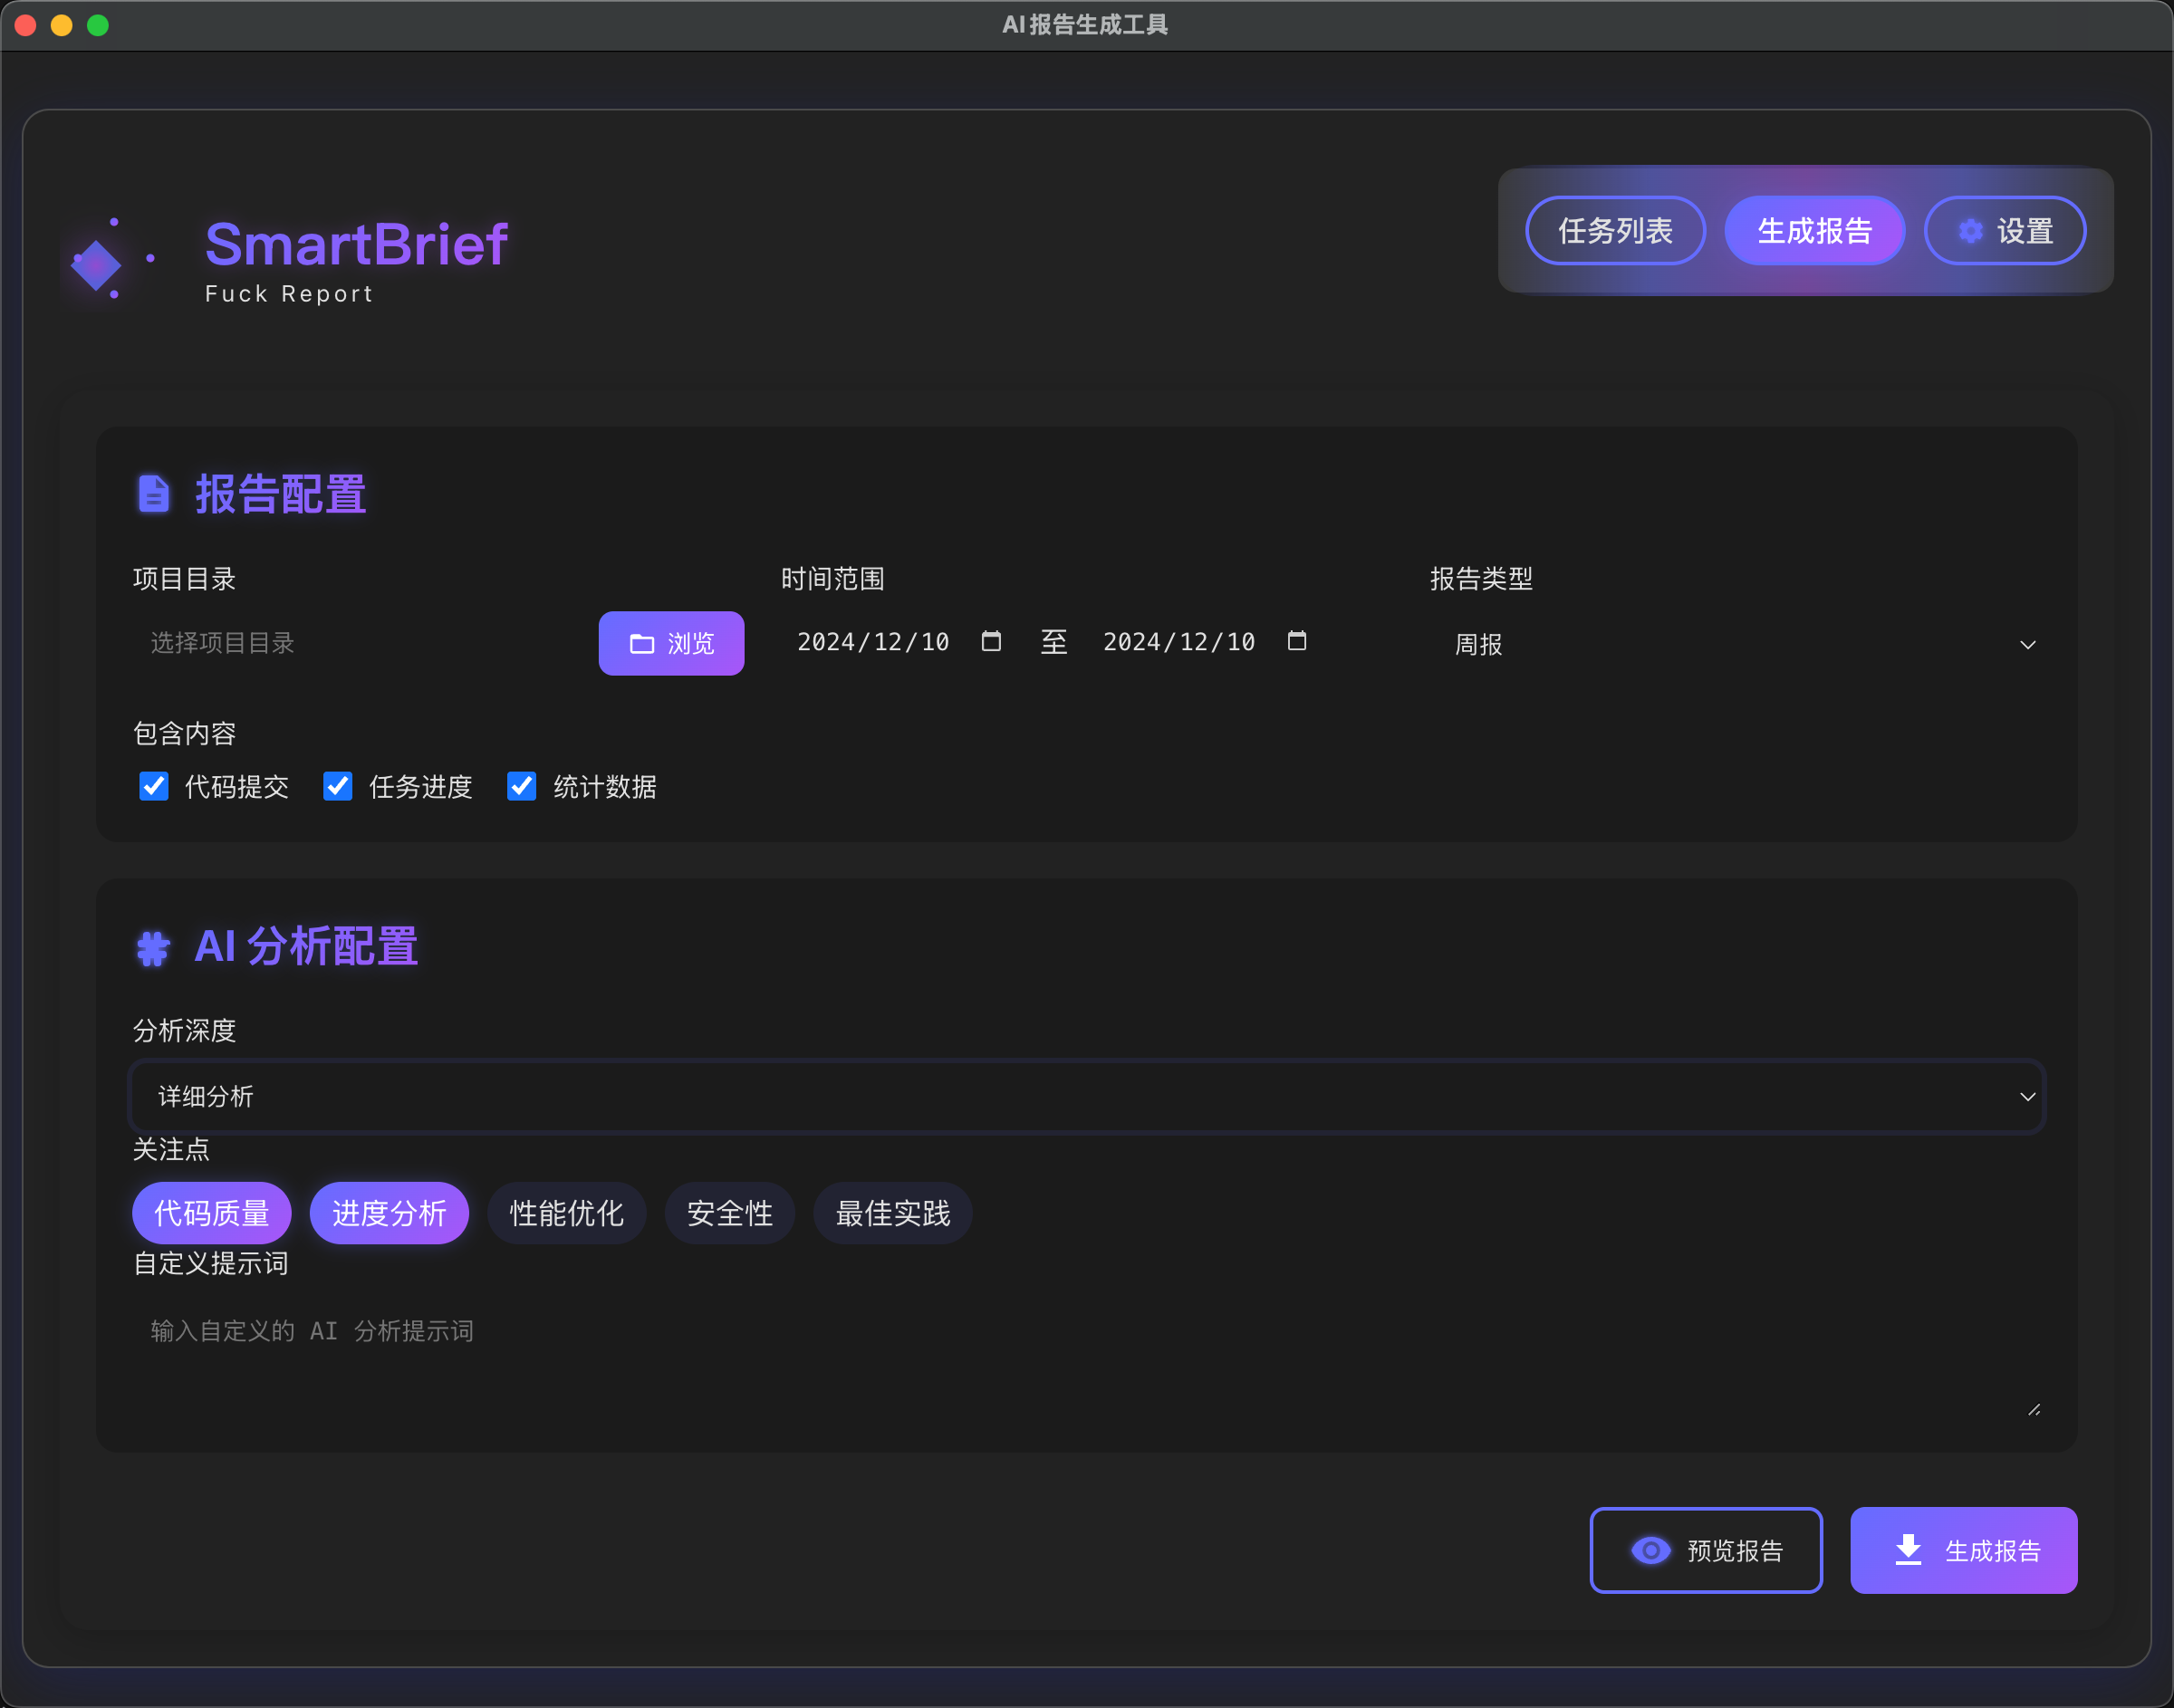 AI 报告生成工具
SmartBrief
Fuck Report
任务列表 生成报告 设置
报告配置
项目目录 时间范围 报告类型
选择项目目录 浏览 2024/12/10 至 2024/12/10 周报
包含内容
代码提交 任务进度 统计数据
AI 分析配置
分析深度
详细分析
关注点
代码质量 进度分析 性能优化 安全性 最佳实践
自定义提示词
输入自定义的 AI 分析提示词
预览报告 生成报告